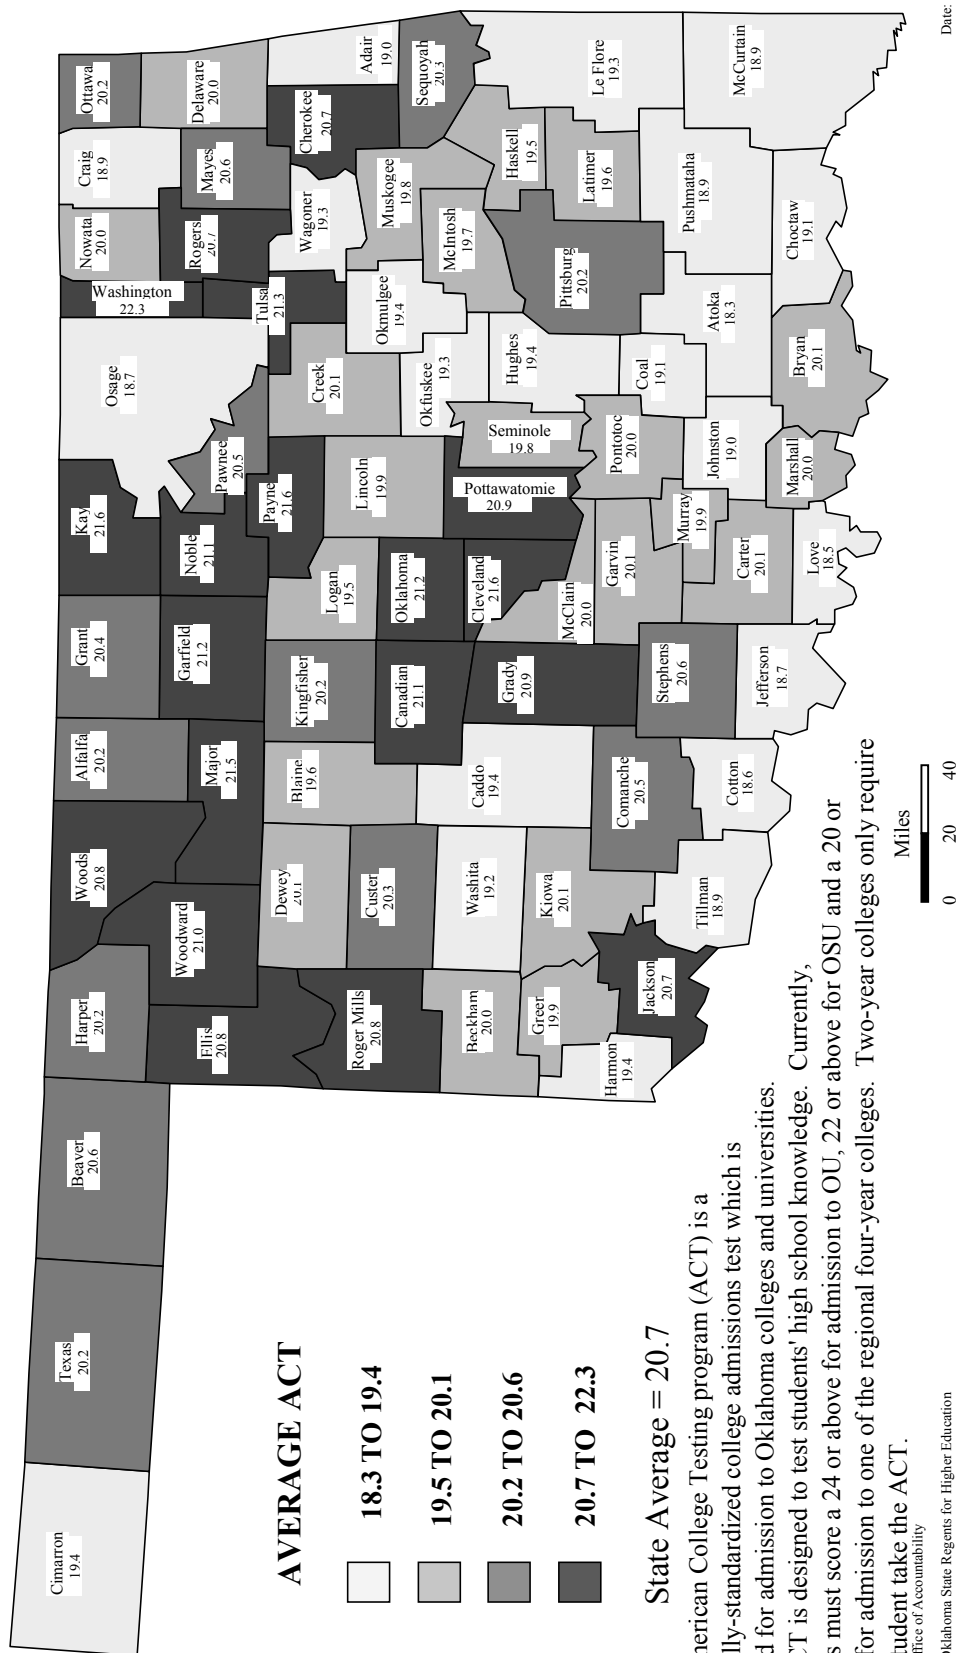 Cimarron
19.4
Texas
20.2
Beaver
20.6
Harper
20.2
Woods
20.8
Alfalfa
20.2
Grant
20.4
Kay
21.6
Osage
18.7
Washington
22.3
Nowata
20.0
Craig
18.9
Ottawa
20.2
Delaware
20.0
Mayes
20.6
Rogers
20.7
Tulsa
21.3
Pawnee
20.5
Noble
21.1
Garfield
21.2
Major
21.5
Woodward
21.0
Ellis
20.8
Roger Mills
20.8
Dewey
20.1
Custer
20.3
Blaine
19.6
Kingfisher
20.2
Logan
19.5
Payne
21.6
Lincoln
19.9
Creek
20.1
Okmulgee
19.4
Wagoner
19.3
Cherokee
20.7
Adair
19.0
Sequoyah
20.3
Muskogee
19.8
McIntosh
19.7
Okfuskee
19.3
Hughes
19.4
Seminole
19.8
Pottawatomie
20.9
Oklahoma
21.2
Cleveland
21.6
Canadian
21.1
Caddo
19.4
Grady
20.9
McClain
20.0
Garvin
20.1
Pontotoc
20.0
Coal
19.1
Pittsburg
20.2
Haskell
19.5
Latimer
19.6
Le Flore
19.3
McCurtain
18.9
Pushmataha
18.9
Choctaw
19.1
Atoka
18.3
Bryan
20.1
Johnston
19.0
Marshall
20.0
Murray
19.9
Carter
20.1
Love
18.5
Stephens
20.6
Jefferson
18.7
Comanche
20.5
Cotton
18.6
Tillman
18.9
Kiowa
20.1
Washita
19.2
Beckham
20.0
Greer
19.9
Jackson
20.7
Harmon
19.4
AVERAGE ACT
18.3 TO 19.4
19.5 TO 20.1
20.2 TO 20.6
20.7 TO 22.3
State Average = 20.7
merican College Testing program (ACT) is a
lly-standardized college admissions test which is
d for admission to Oklahoma colleges and universities.
CT is designed to test students' high school knowledge. Currently,
s must score a 24 or above for admission to OU, 22 or above for OSU and a 20 or
for admission to one of the regional four-year colleges. Two-year colleges only require
tudent take the ACT.
ffice of Accountability
Oklahoma State Regents for Higher Education
Miles
0 20 40
Date: